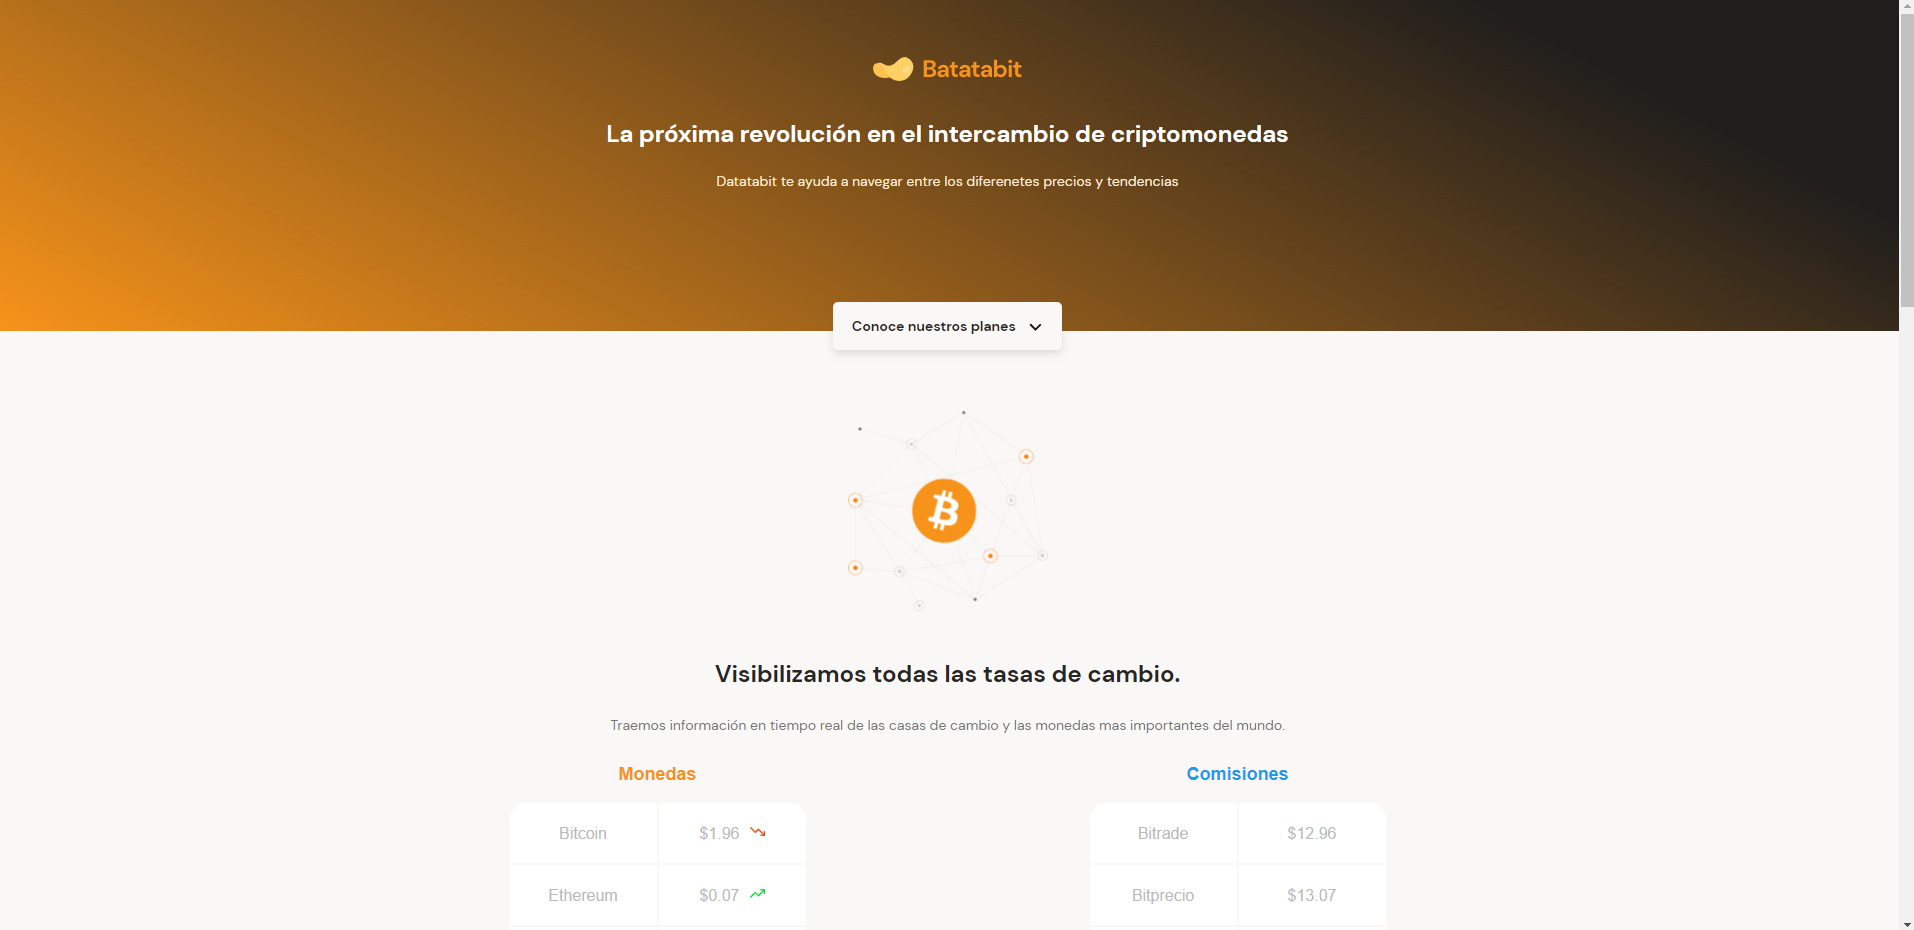 Batatabit
La próxima revolución en el intercambio de criptomonedas
Datatabit te ayuda a navegar entre los diferenetes precios y tendencias
Conoce nuestros planes
Visibilizamos todas las tasas de cambio.
Traemos información en tiempo real de las casas de cambio y las monedas mas importantes del mundo.
Monedas
Bitcoin $1.96
Ethereum $0.07
Comisiones
Bitrade $12.96
Bitprecio $13.07